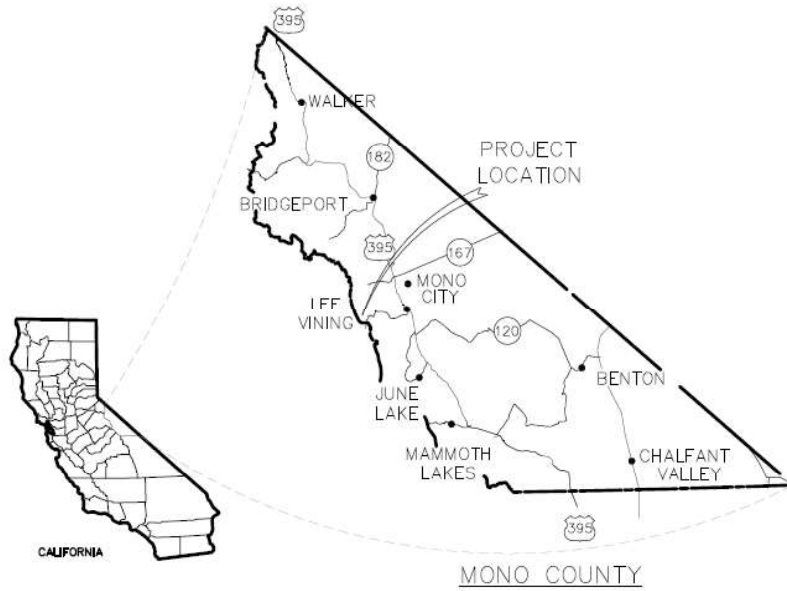 395
WALKER
182
PROJECT
LOCATION
BRIDGEPORT
395
167
MONO
CITY
LEE
VINING
120
JUNE
LAKE
BENTON
MAMMOTH
LAKES
CHALFANT
VALLEY
395
CALIFORNIA
MONO COUNTY